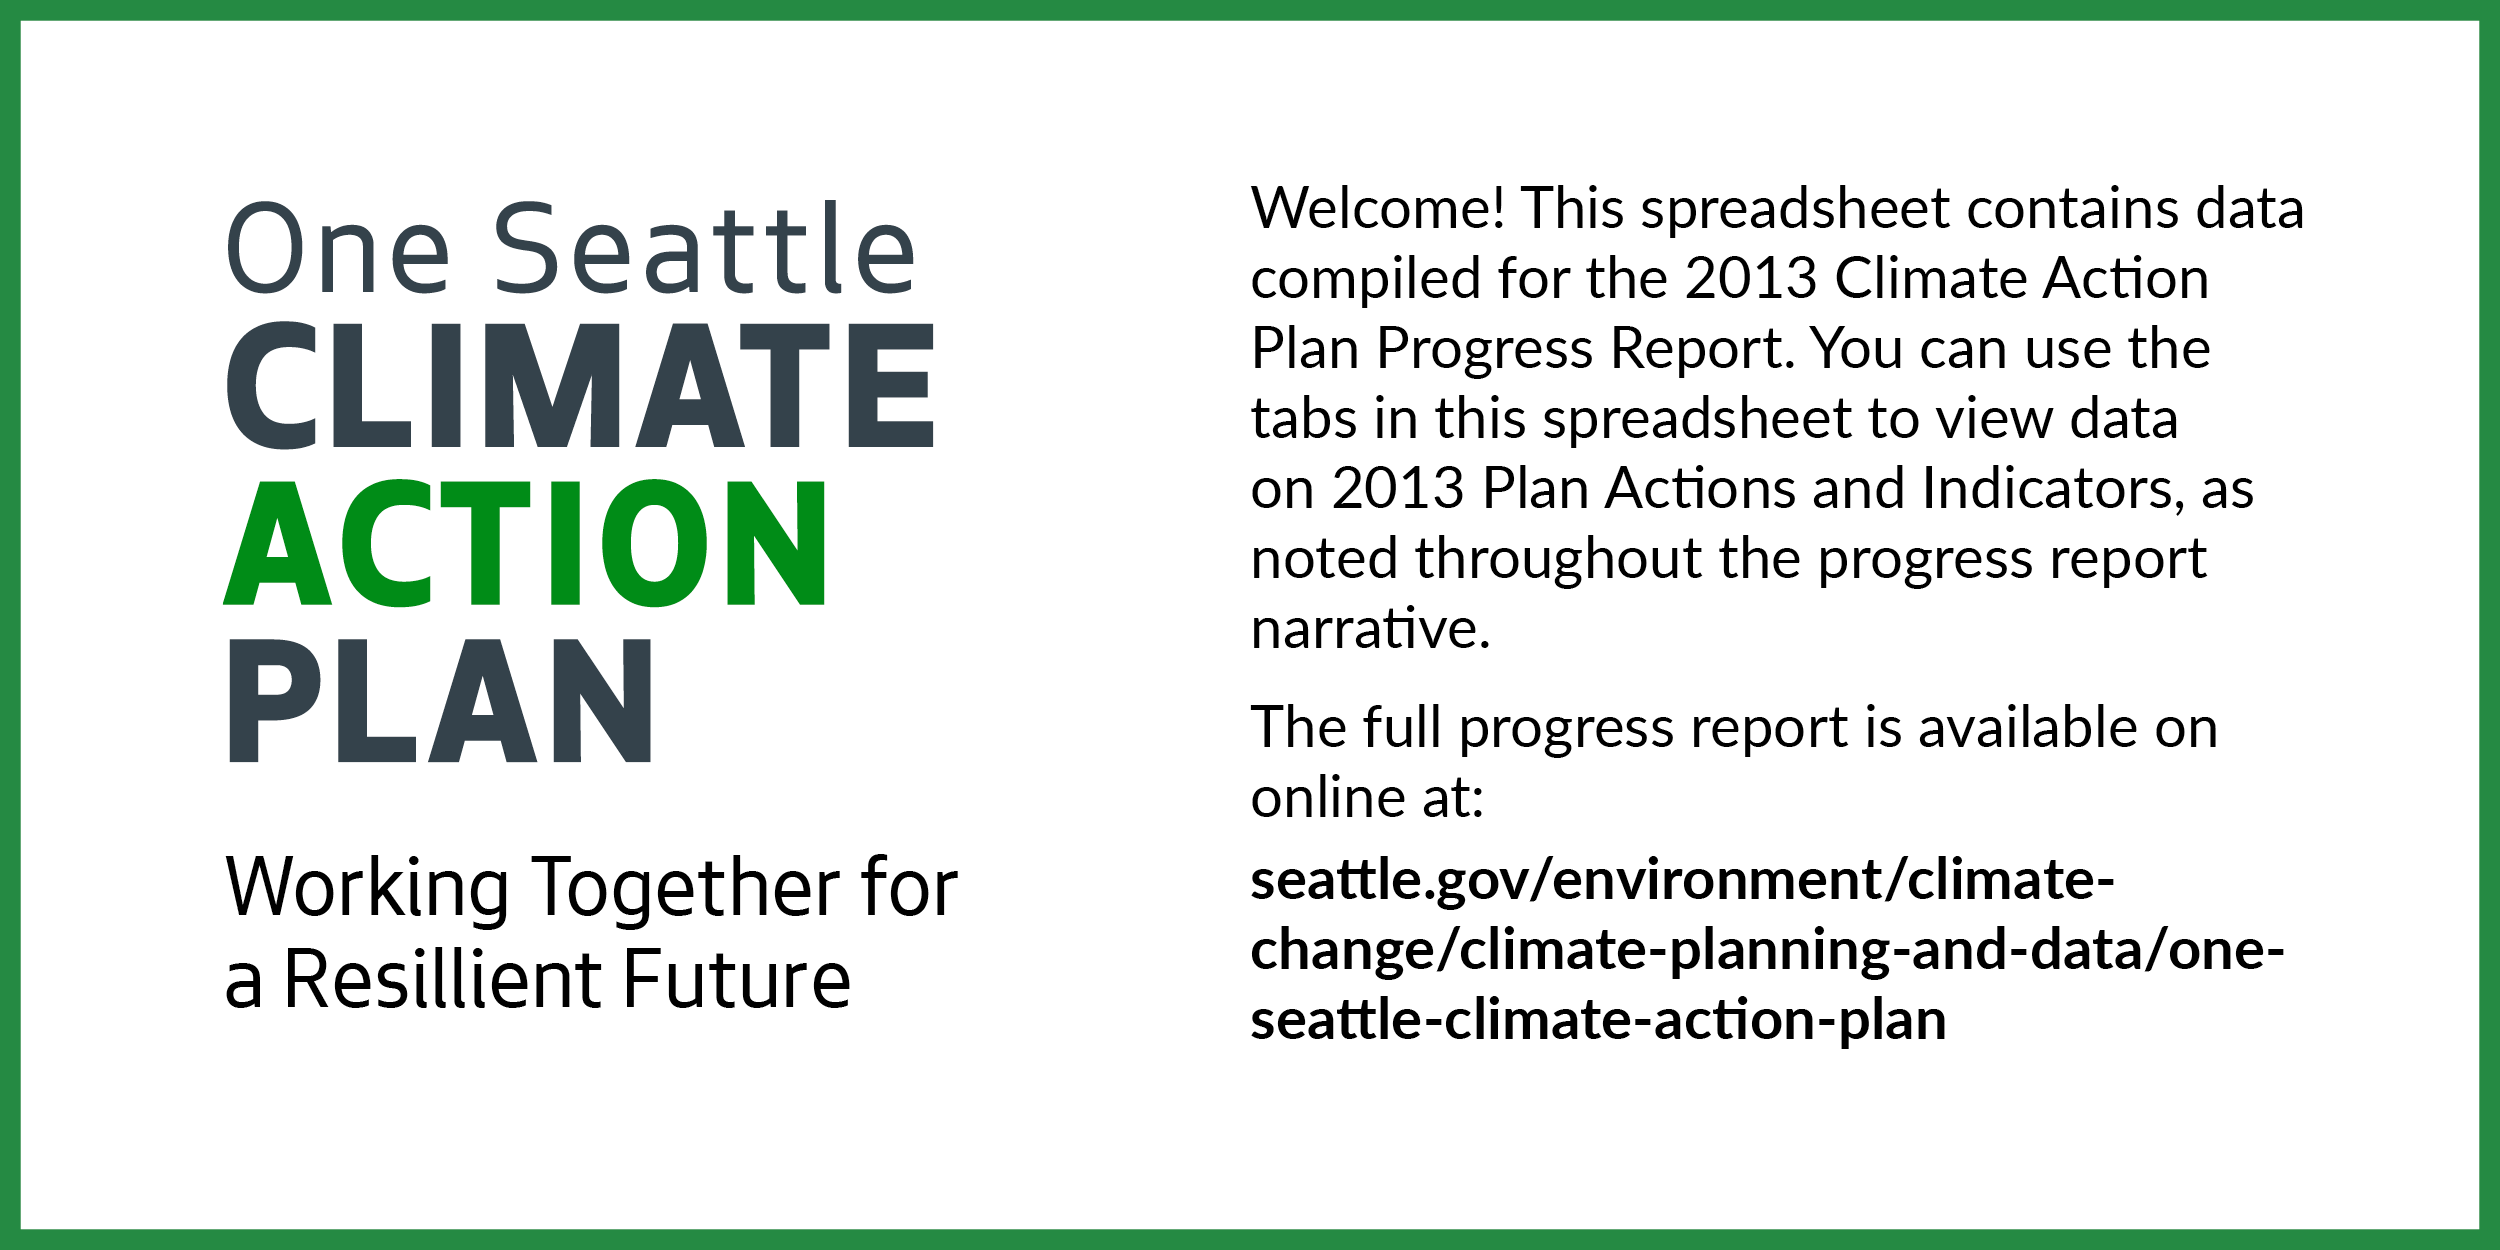 One Seattle
CLIMATE
ACTION
PLAN
Working Together for
a Resillient Future
Welcome! This spreadsheet contains data
compiled for the 2013 Climate Action
Plan Progress Report. You can use the
tabs in this spreadsheet to view data
on 2013 Plan Actions and Indicators, as
noted throughout the progress report
narrative.
The full progress report is available on
online at:
seattle.gov/environment/climate-
change/climate-planning-and-data/one-
seattle-climate-action-plan